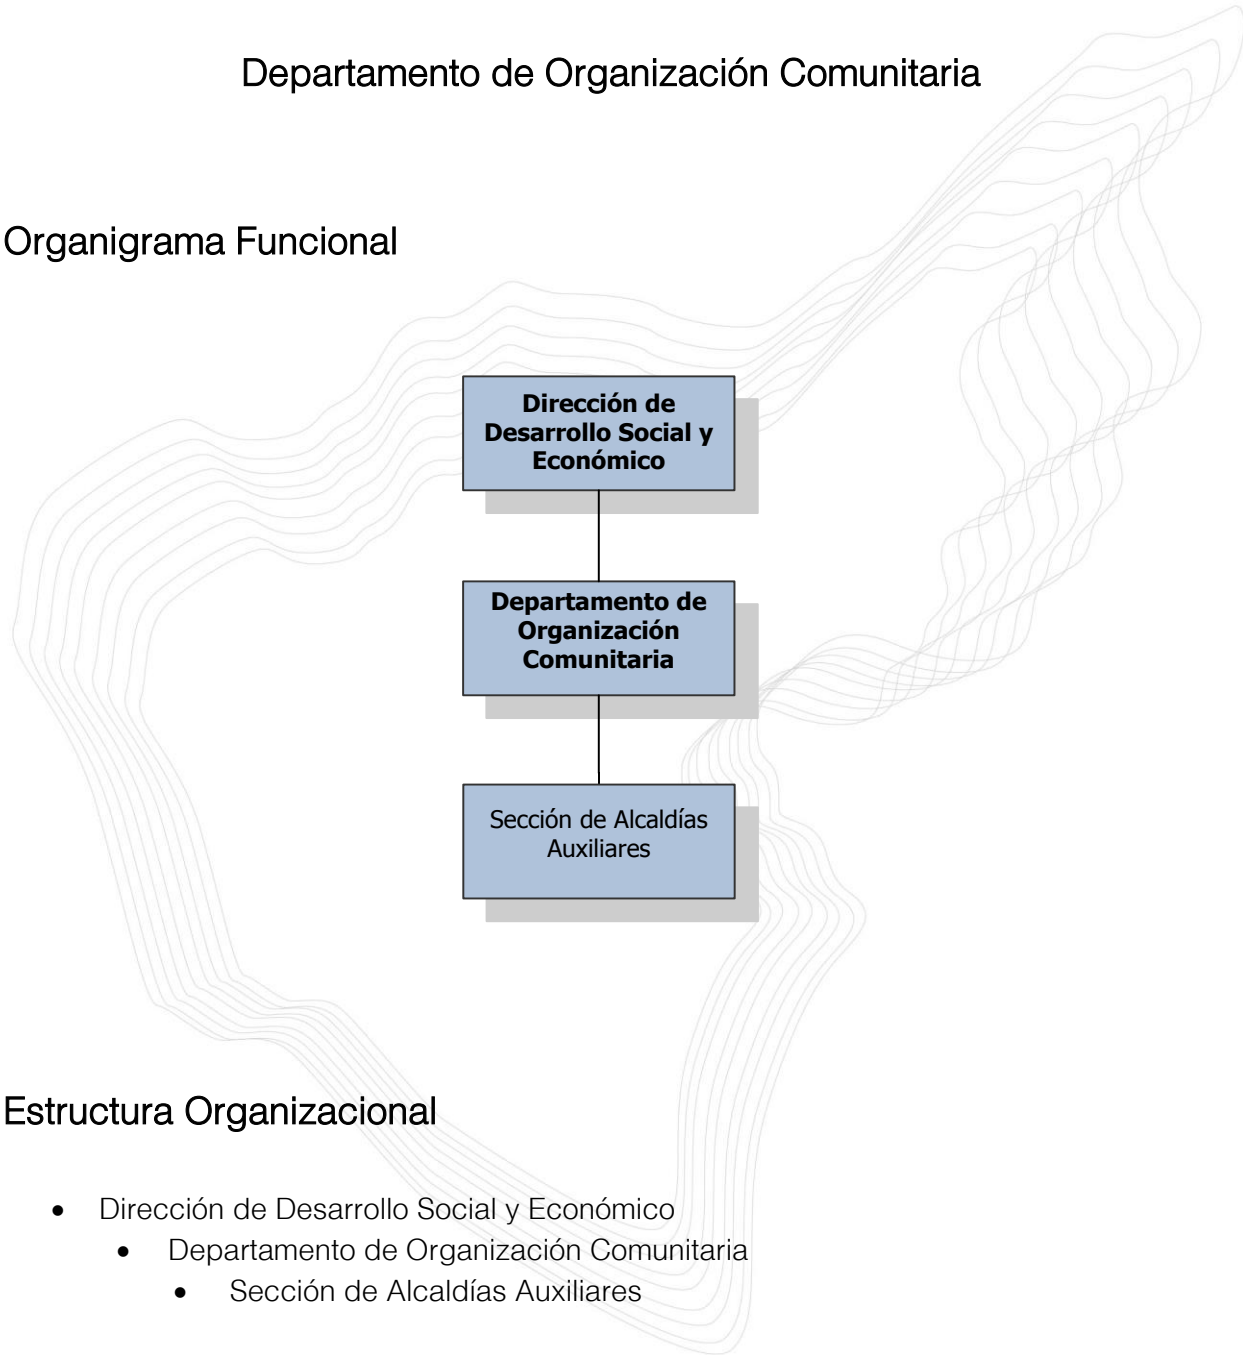 Departamento de Organización Comunitaria
Organigrama Funcional
Dirección de
Desarrollo Social y
Económico
Departamento de
Organización
Comunitaria
Sección de Alcaldías
Auxiliares
Estructura Organizacional
• Dirección de Desarrollo Social y Económico
• Departamento de Organización Comunitaria
• Sección de Alcaldías Auxiliares